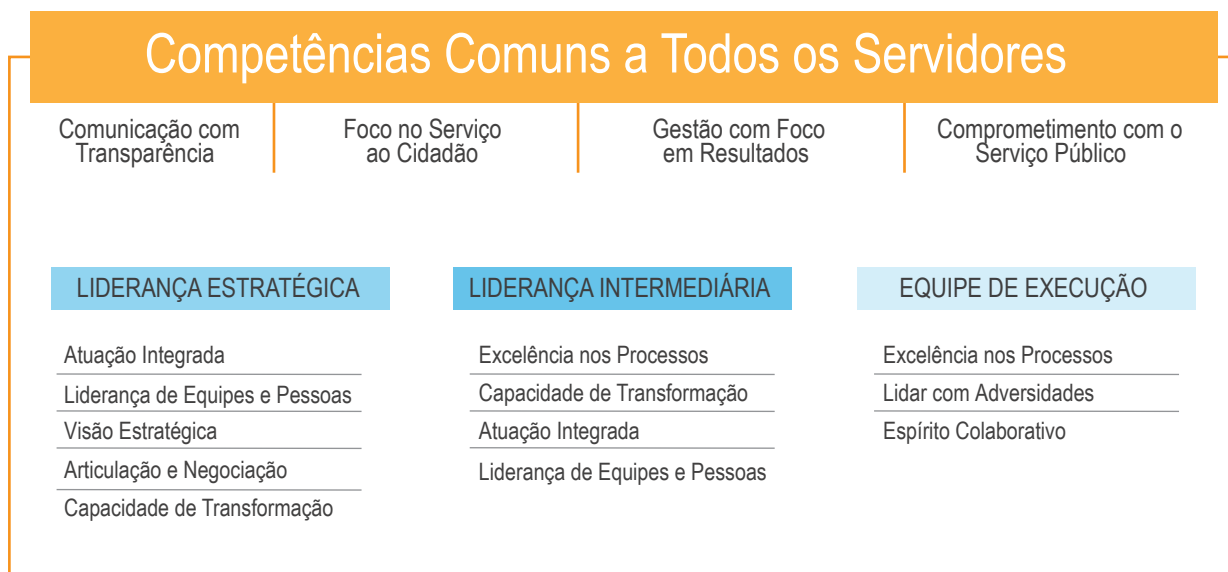 Competências Comuns a Todos os Servidores
Comunicação com
Transparência
Foco no Serviço
ao Cidadão
Gestão com Foco
em Resultados
Comprometimento com o
Serviço Público
LIDERANÇA ESTRATÉGICA
Atuação Integrada
Liderança de Equipes e Pessoas
Visão Estratégica
Articulação e Negociação
Capacidade de Transformação
LIDERANÇA INTERMEDIÁRIA
Excelência nos Processos
Capacidade de Transformação
Atuação Integrada
Liderança de Equipes e Pessoas
EQUIPE DE EXECUÇÃO
Excelência nos Processos
Lidar com Adversidades
Espírito Colaborativo